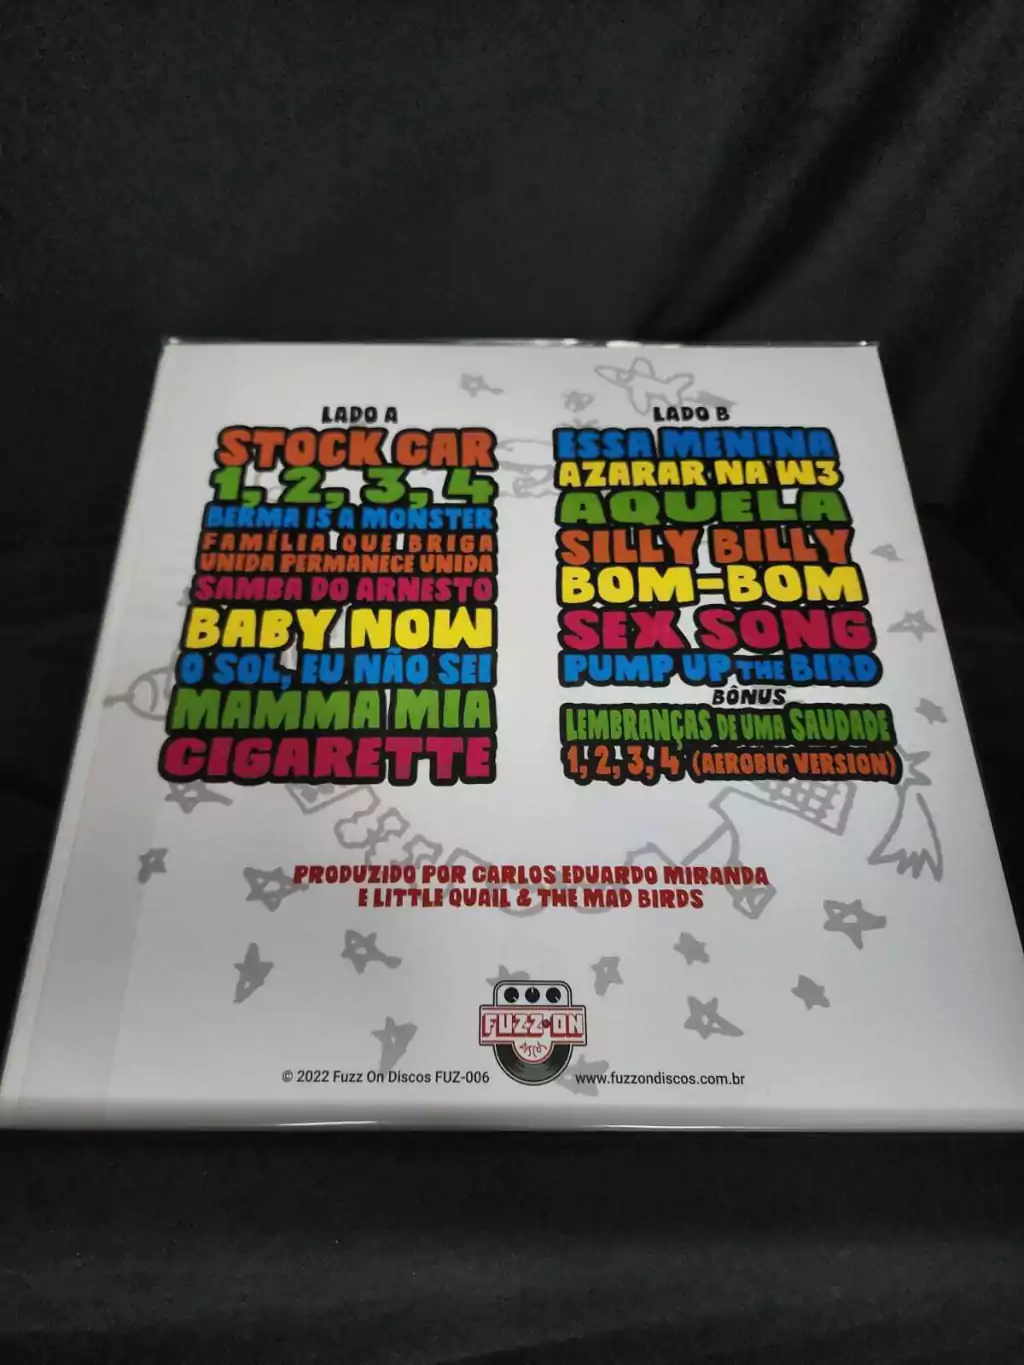 LADO A
STOCK CAR
1, 2, 3, 4
BERMA IS A MONSTER
FAMÍLIA QUE BRIGA
UNIDA PERMANECE UNIDA
SAMBA DO ARNESTO
BABY NOW
O SOL, EU NÃO SEI
MAMMA MIA
CIGARETTE
LADO B
ESSA MENINA
AZARAR NA W3
AQUELA
SILLY BILLY
BOM-BOM
SEX SONG
PUMP UP THE BIRD
BÔNUS
LEMBRANÇAS DE UMA SAUDADE
1, 2, 3, 4 (AEROBIC VERSION)
PRODUZIDO POR CARLOS EDUARDO MIRANDA
E LITTLE QUAIL & THE MAD BIRDS
FUZZ-ON
DISCOS
© 2022 Fuzz On Discos FUZ-006
www.fuzzondiscos.com.br